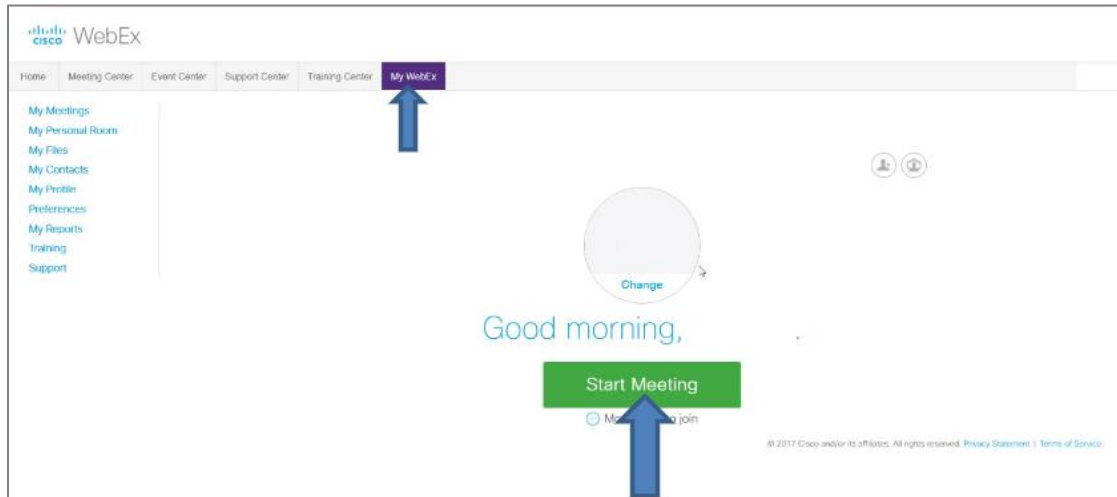 CISCO WebEx
Home Meeting Center Event Center Support Center Training Center My WebEx
My Meetings
My Personal Room
My Files
My Contacts
My Profile
Preferences
My Reports
Training
Support
Change
Good morning,
Start Meeting
join
© 2017 Cisco and/or its affiliates. All rights reserved. Privacy Statement | Terms of Service